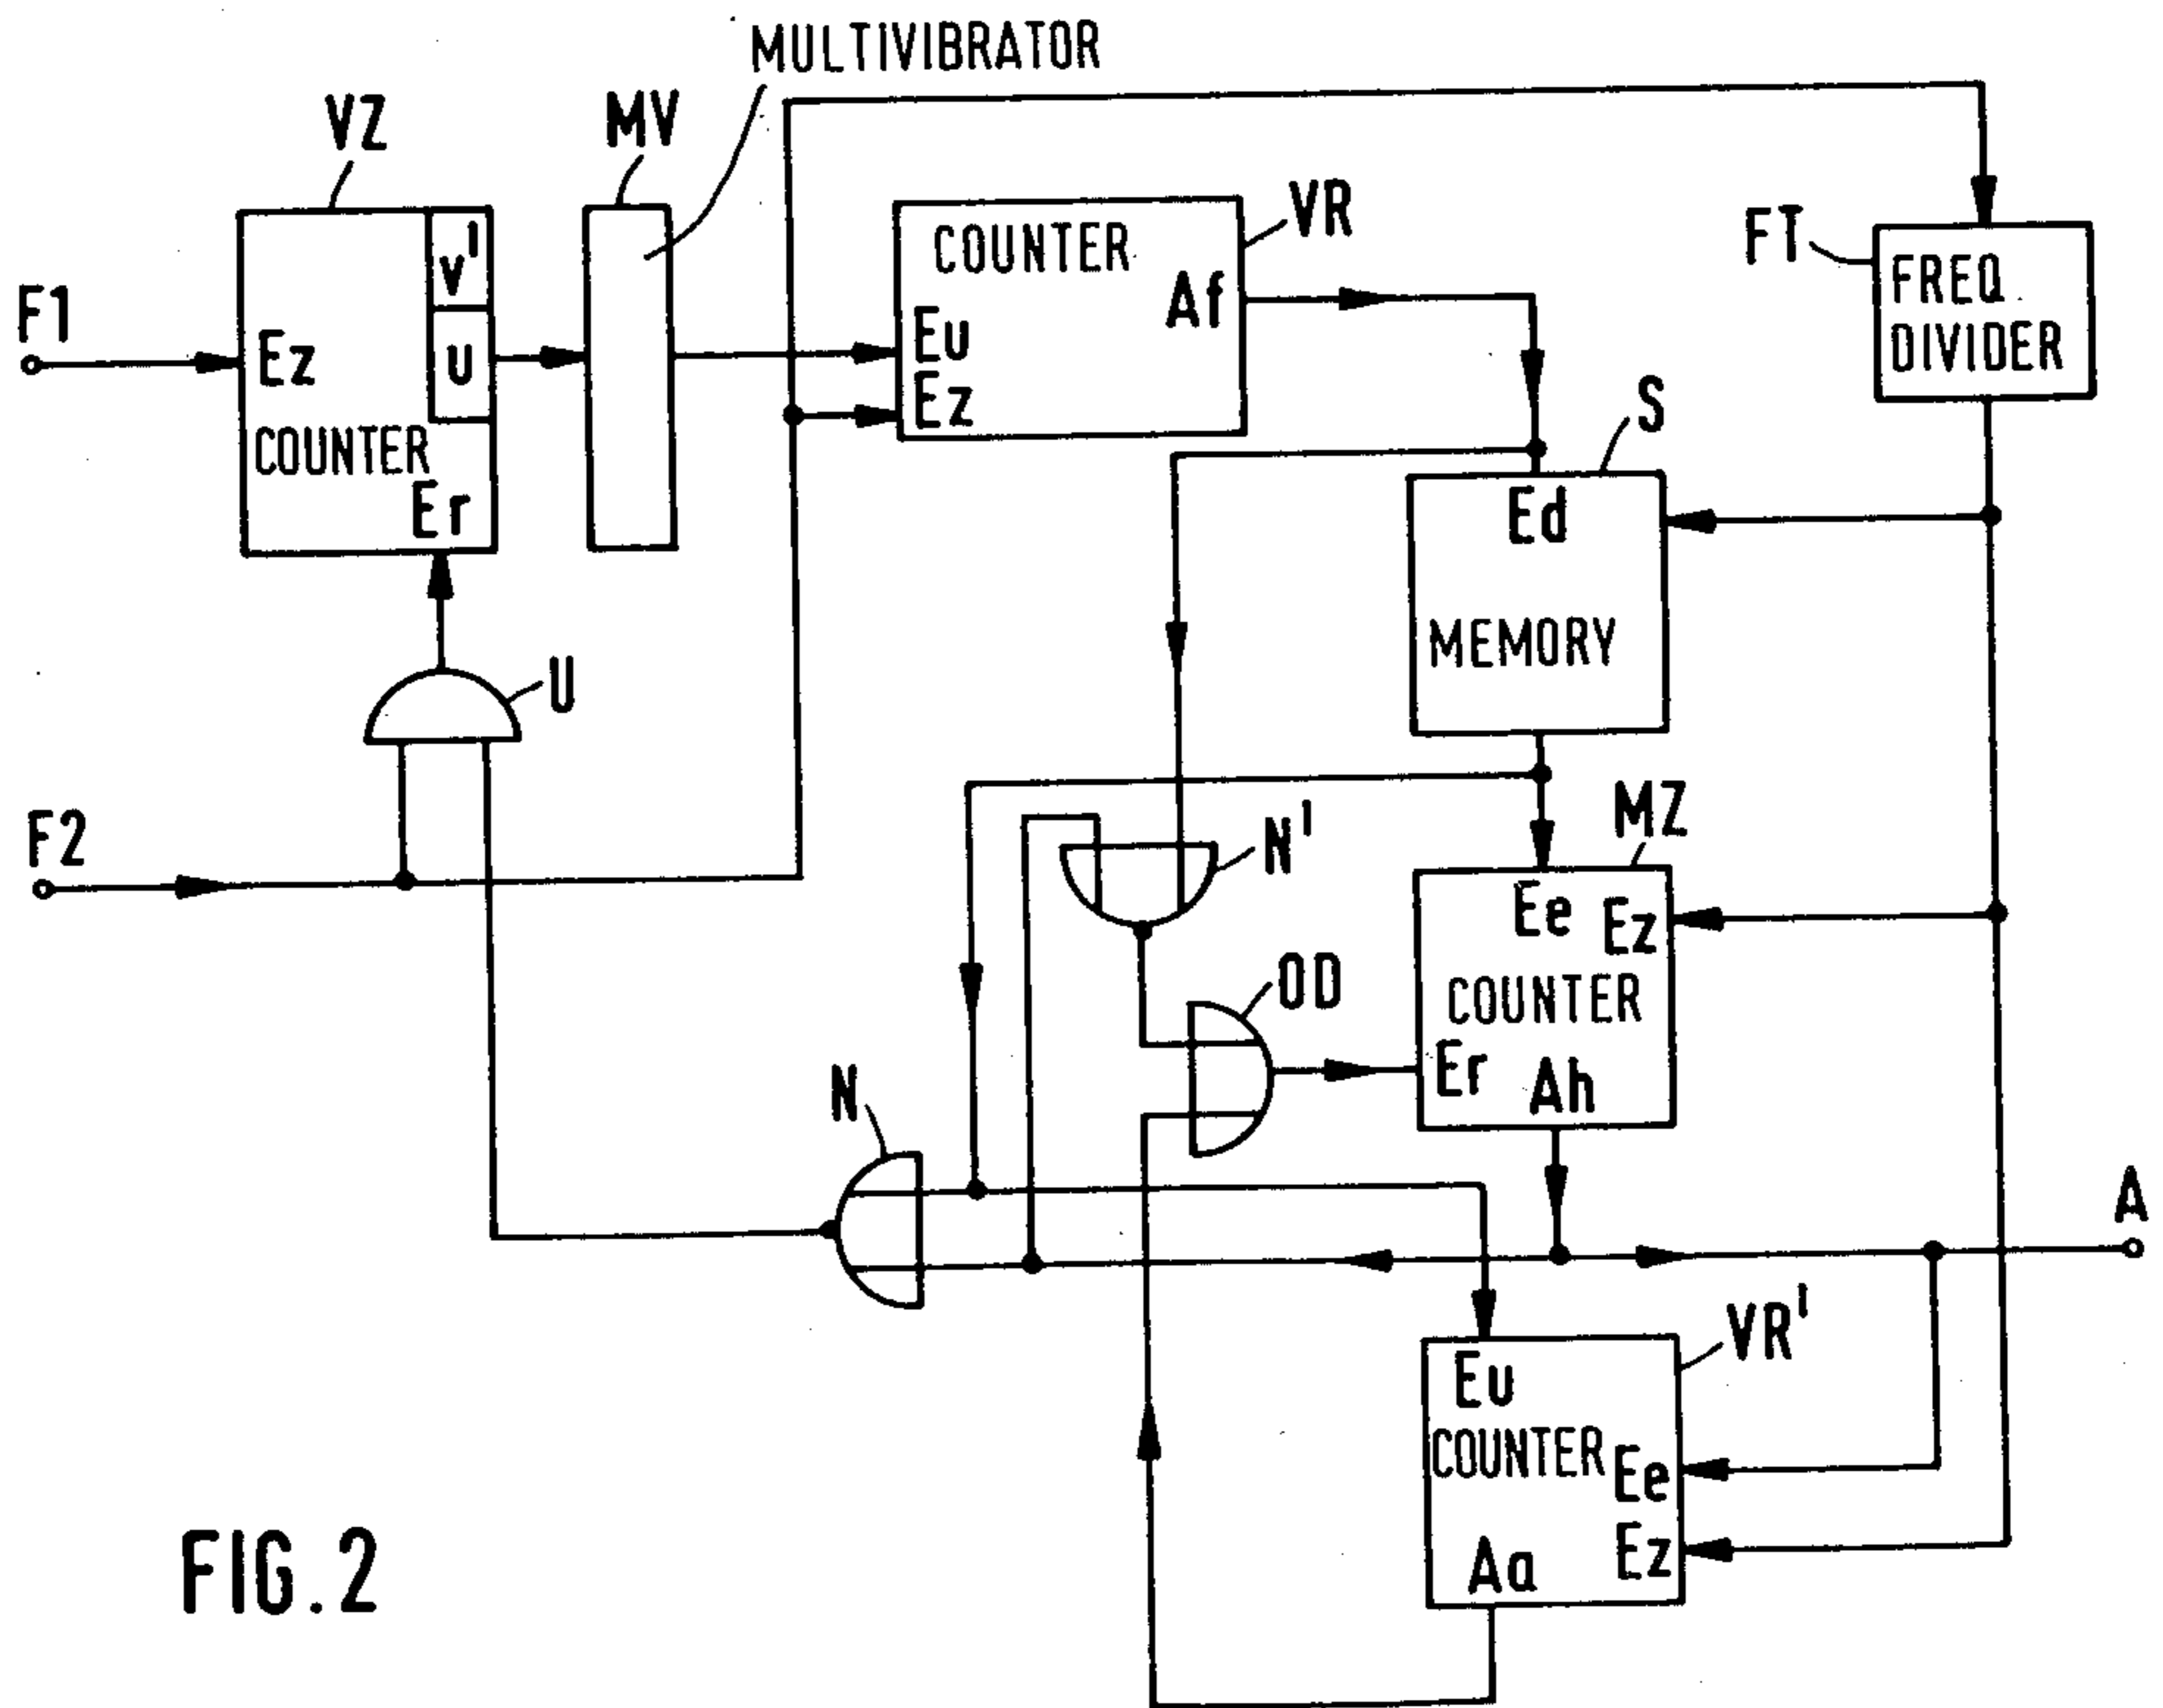 MULTIVIBRATOR
VZ
MV
VR
FT
F1
V'
U
Ez
COUNTER
Er
COUNTER
Af
Eu
Ez
FREQ
DIVIDER
S
Ed
MEMORY
U
F2
N'
MZ
Ee
Ez
COUNTER
Er
Ah
OD
N
A
VR'
Eu
COUNTER
Ee
Ez
Aa
FIG.2